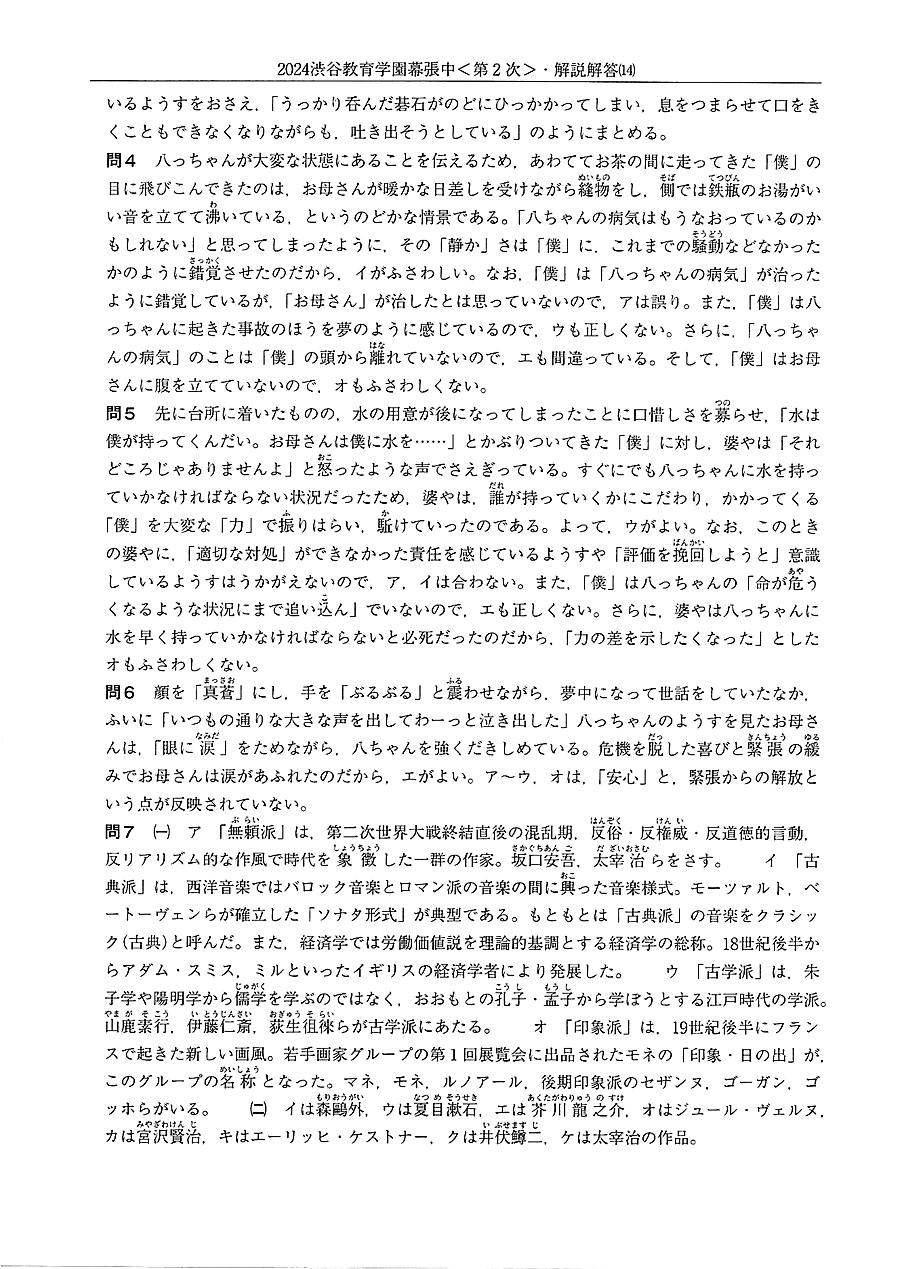 2024渋谷教育学園幕張中<第2次>・解説解答(14)
いるようすをおさえ,「うっかり呑んだ碁石がのどにひっかかってしまい,息をつまらせて口をき
くこともできなくなりながらも,吐き出そうとしている」のようにまとめる。
問4 八っちゃんが大変な状態にあることを伝えるため,あわててお茶の間に走ってきた「僕」の
目に飛びこんできたのは,お母さんが暖かな日差しを受けながら縫物をし,側では鉄瓶のお湯がい
い音を立てて沸いている,というのどかな情景である。「八ちゃんの病気はもうなおっているのか
もしれない」と思ってしまったように,その「静か」さは「僕」に,これまでの騒動などなかった
かのように錯覚させたのだから,イがふさわしい。なお,「僕」は「八っちゃんの病気」が治った
ように錯覚しているが,「お母さん」が治したとは思っていないので,アは誤り。また,「僕」は八
っちゃんに起きた事故のほうを夢のように感じているので,ウも正しくない。さらに,「八っちゃ
んの病気」のことは「僕」の頭から離れていないので,エも間違っている。そして,「僕」はお母
さんに腹を立てていないので,オもふさわしくない。
問5 先に台所に着いたものの,水の用意が後になってしまったことに口惜しさを募らせ,「水は
僕が持ってくんだい。お母さんは僕に水を……」とかぶりついてきた「僕」に対し,婆やは「それ
どころじゃありませんよ」と怒ったような声でさえぎっている。すぐにでも八っちゃんに水を持っ
ていかなければならない状況だったため,婆やは,誰が持っていくかにこだわり,かかってくる
「僕」を大変な「力」で振りはらい,駈けていったのである。よって,ウがよい。なお,このとき
の婆やに,「適切な対処」ができなかった責任を感じているようすや「評価を挽回しようと」意識
しているようすはうかがえないので,ア,イは合わない。また,「僕」は八っちゃんの「命が危う
くなるような状況にまで追い込ん」でいないので,エも正しくない。さらに,婆やは八っちゃんに
水を早く持っていかなければならないと必死だったのだから,「力の差を示したくなった」とした
オもふさわしくない。
問6 顔を「真蒼」にし,手を「ぶるぶる」と震わせながら,夢中になって世話をしていたなか,
ふいに「いつもの通りな大きな声を出してわーっと泣き出した」八っちゃんのようすを見たお母さ
んは,「眼に涙」をためながら,八ちゃんを強くだきしめている。危機を脱した喜びと緊張の緩
みでお母さんは涙があふれたのだから,エがよい。ア〜ウ,オは,「安心」と,緊張からの解放と
いう点が反映されていない。
問7 ㈠ ア 「無頼派」は,第二次世界大戦終結直後の混乱期,反俗・反権威・反道徳的言動,
反リアリズム的な作風で時代を象徴した一群の作家。坂口安吾,太宰治らをさす。 イ 「古
典派」は,西洋音楽ではバロック音楽とロマン派の音楽の間に興った音楽様式。モーツァルト,ベ
ートーヴェンらが確立した「ソナタ形式」が典型である。もともとは「古典派」の音楽をクラシッ
ク(古典)と呼んだ。また,経済学では労働価値説を理論的基調とする経済学の総称。18世紀後半か
らアダム・スミス,ミルといったイギリスの経済学者により発展した。 ウ 「古学派」は,朱
子学や陽明学から儒学を学ぶのではなく,おおもとの孔子・孟子から学ぼうとする江戸時代の学派。
山鹿素行,伊藤仁斎,荻生徂徠らが古学派にあたる。 オ 「印象派」は,19世紀後半にフラン
スで起きた新しい画風。若手画家グループの第1回展覧会に出品されたモネの「印象・日の出」が,
このグループの名称となった。マネ,モネ,ルノアール,後期印象派のセザンヌ,ゴーガン,ゴ
ッホらがいる。 ㈡ イは森鷗外,ウは夏目漱石,エは芥川龍之介,オはジュール・ヴェルヌ,
カは宮沢賢治,キはエーリッヒ・ケストナー,クは井伏鱒二,ケは太宰治の作品。